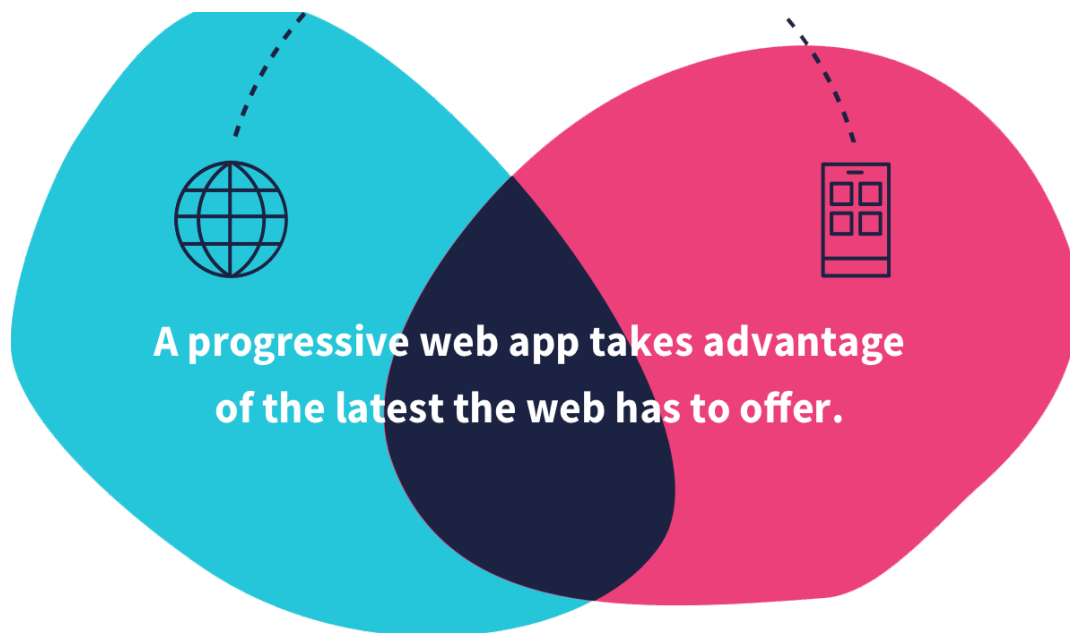 A progressive web app takes advantage
of the latest the web has to offer.